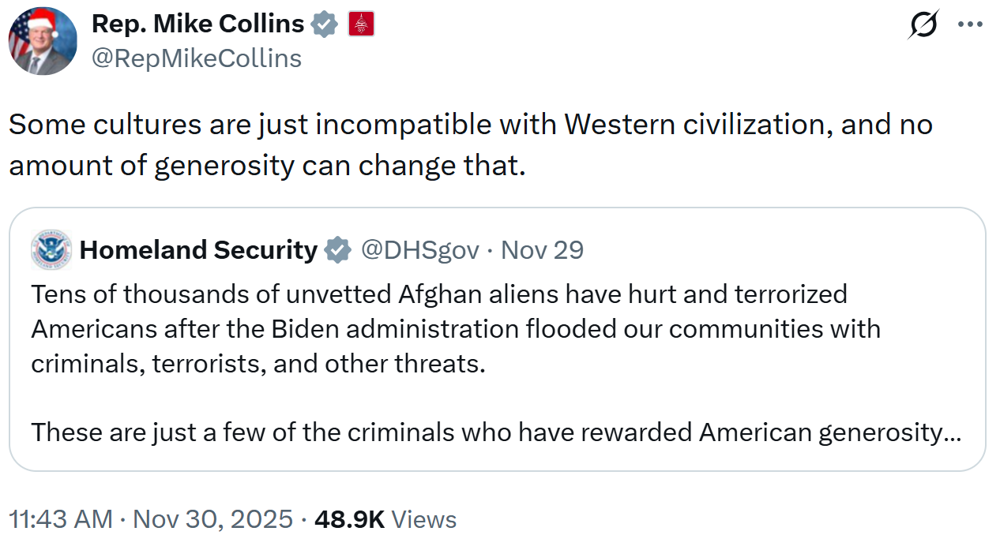 Rep. Mike Collins
@RepMikeCollins
Some cultures are just incompatible with Western civilization, and no
amount of generosity can change that.
Homeland Security @DHSgov · Nov 29
Tens of thousands of unvetted Afghan aliens have hurt and terrorized
Americans after the Biden administration flooded our communities with
criminals, terrorists, and other threats.
These are just a few of the criminals who have rewarded American generosity...
11:43 AM · Nov 30, 2025 · 48.9K Views